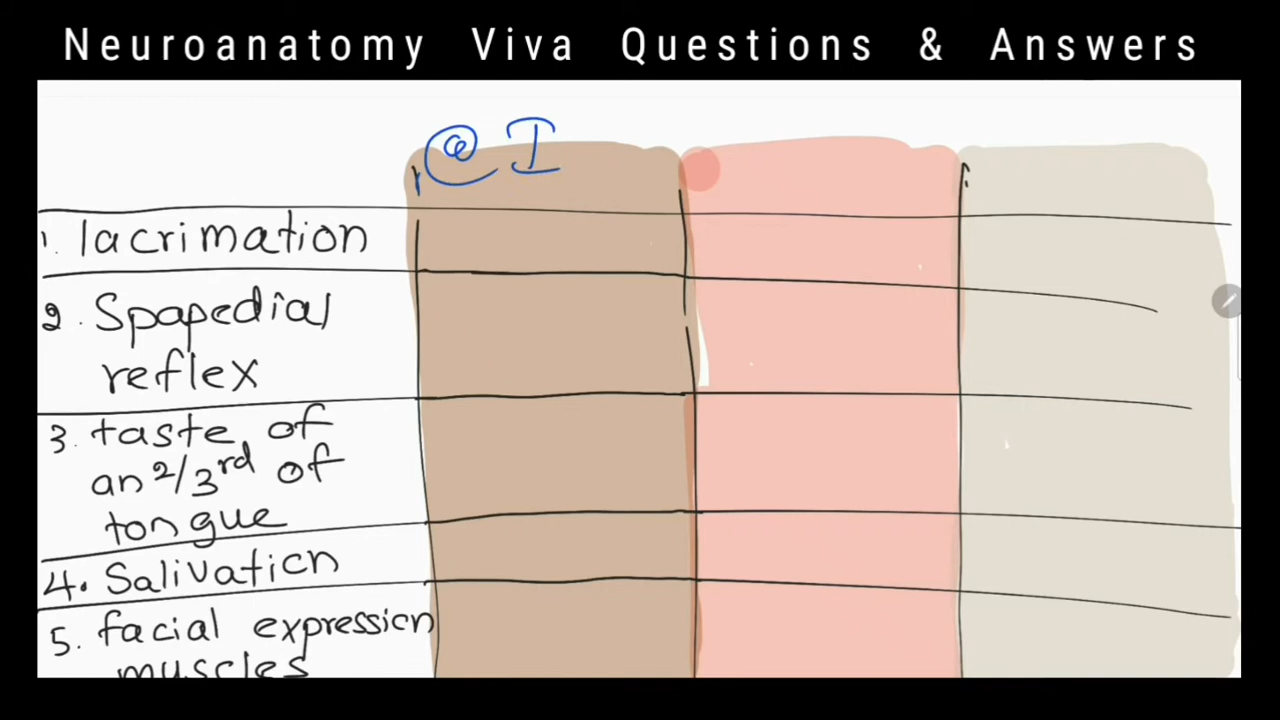 Neuroanatomy Viva Questions & Answers
@ I
1. lacrimation
2. Spapedial
reflex
3. taste of
an 2/3rd of
tongue
4. Salivation
5. facial expression
muscles